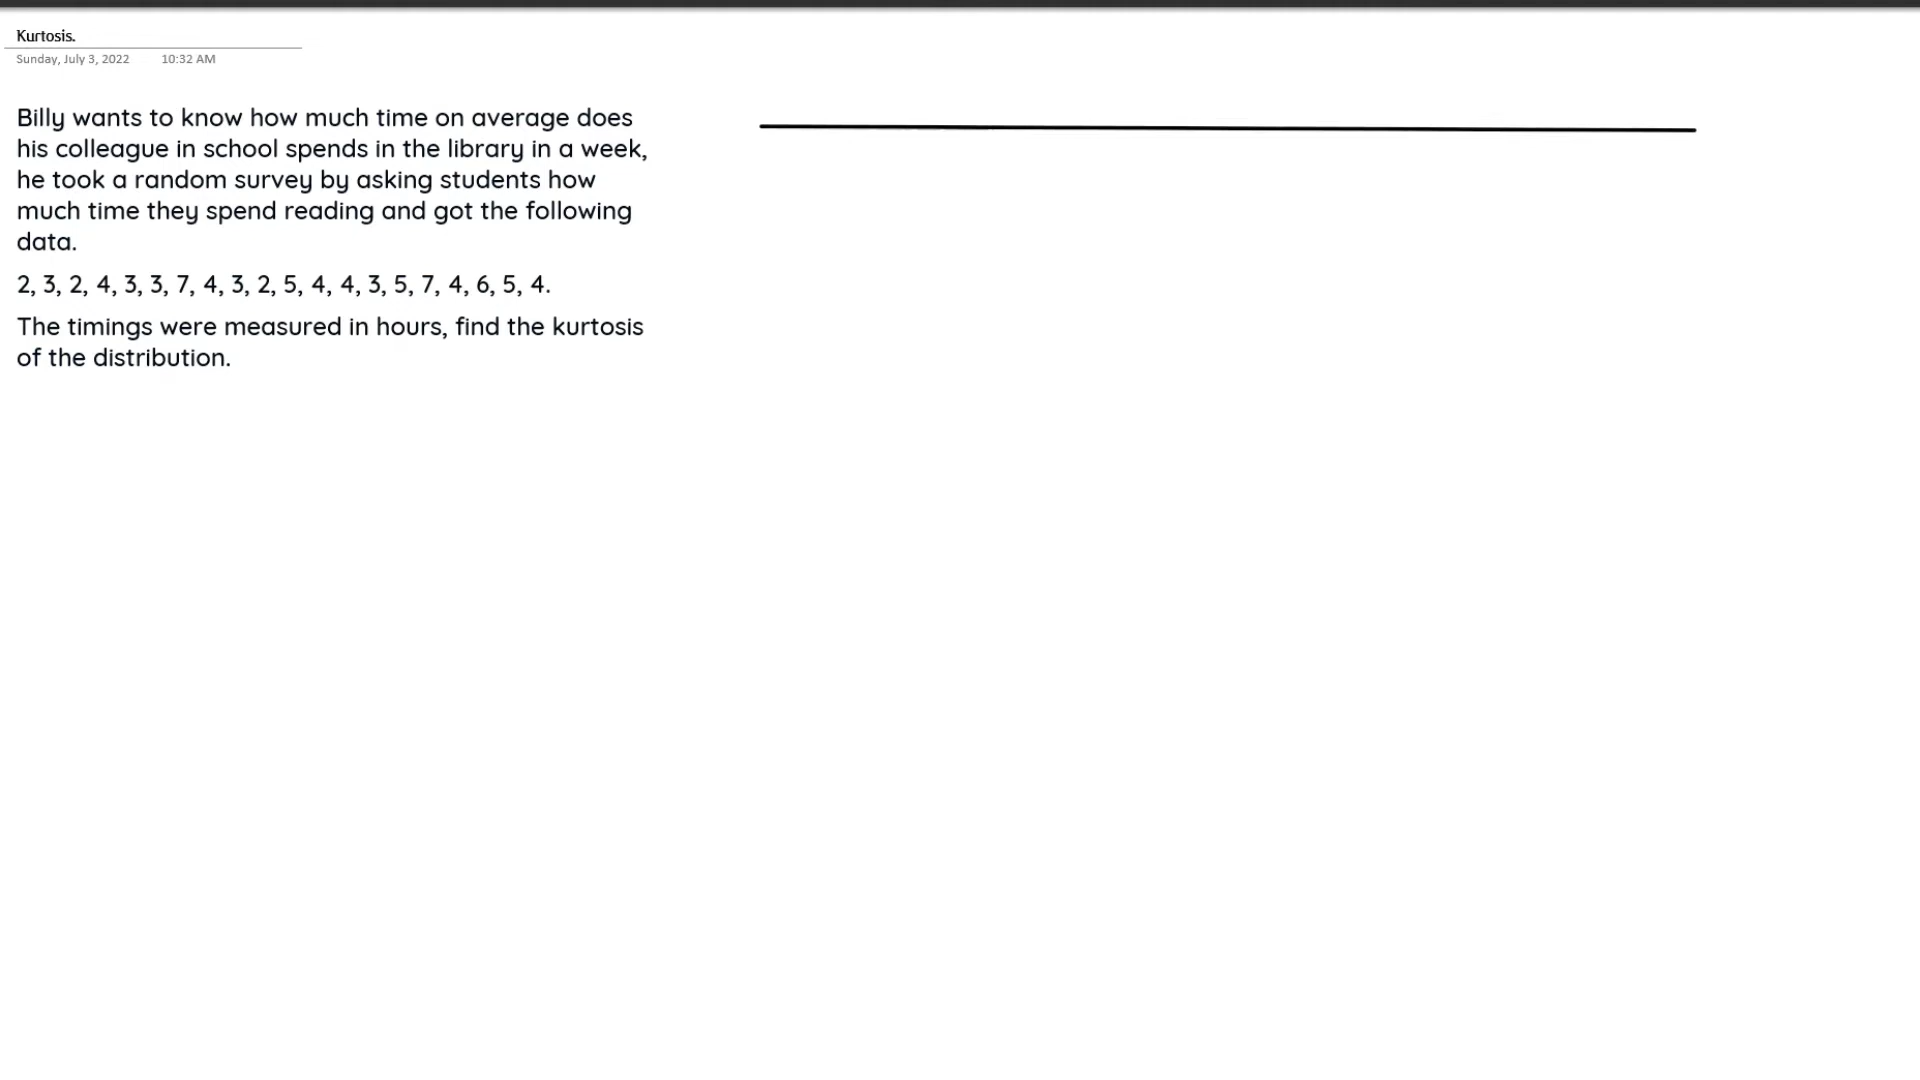 Kurtosis.
Sunday, July 3, 2022 10:32 AM
Billy wants to know how much time on average does
his colleague in school spends in the library in a week,
he took a random survey by asking students how
much time they spend reading and got the following
data.
2, 3, 2, 4, 3, 3, 7, 4, 3, 2, 5, 4, 4, 3, 5, 7, 4, 6, 5, 4.
The timings were measured in hours, find the kurtosis
of the distribution.